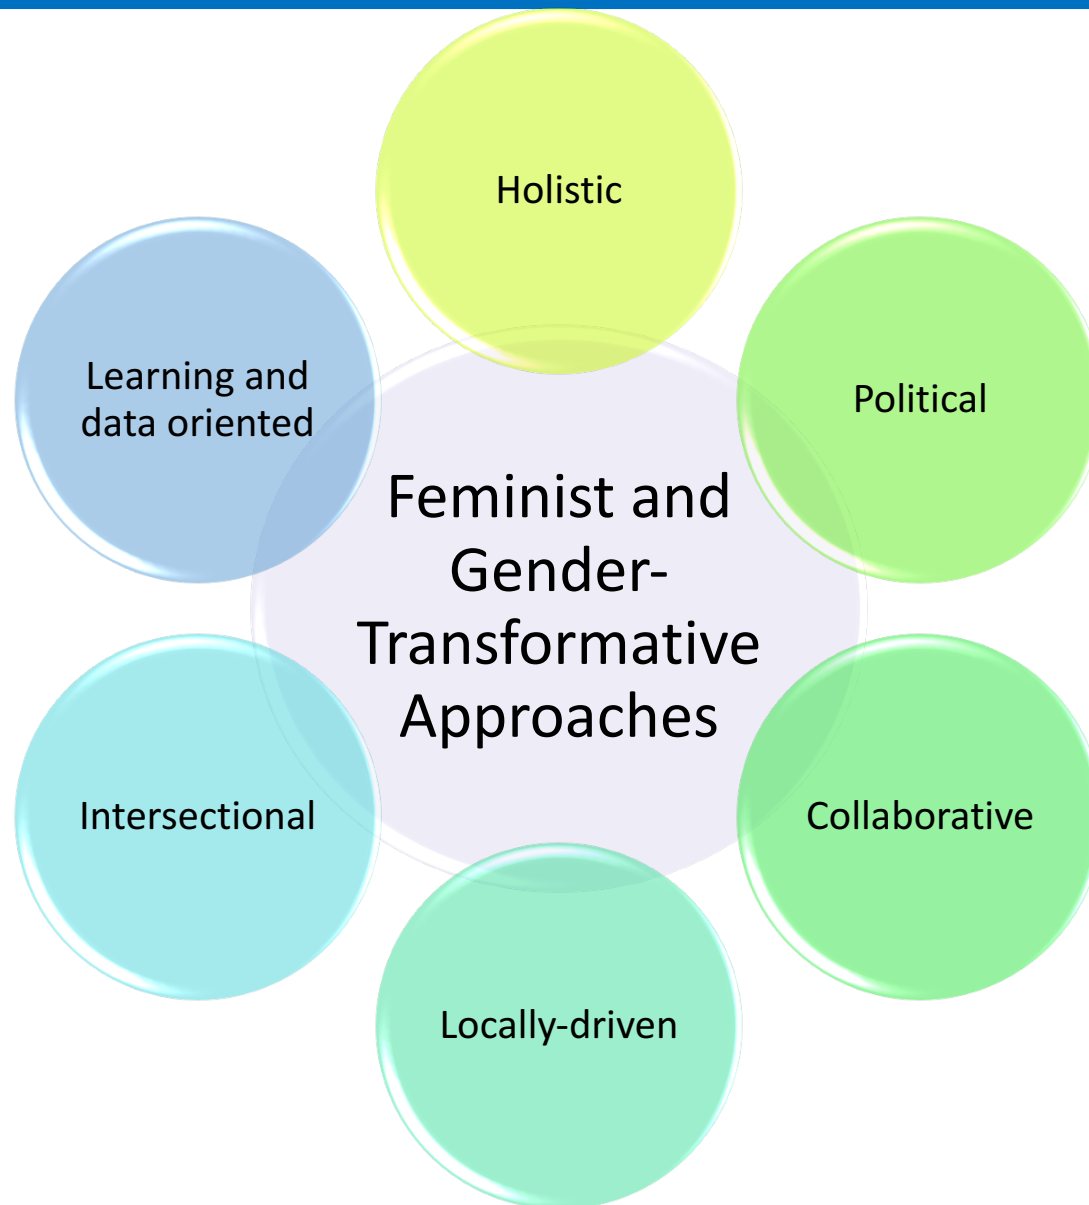 Holistic
Political
Collaborative
Locally-driven
Intersectional
Learning and
data oriented
Feminist and
Gender-
Transformative
Approaches